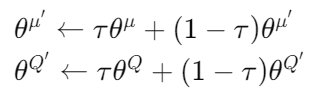 θ^{μ′} ← τθ^{μ} + (1 − τ)θ^{μ′}
θ^{Q′} ← τθ^{Q} + (1 − τ)θ^{Q′}